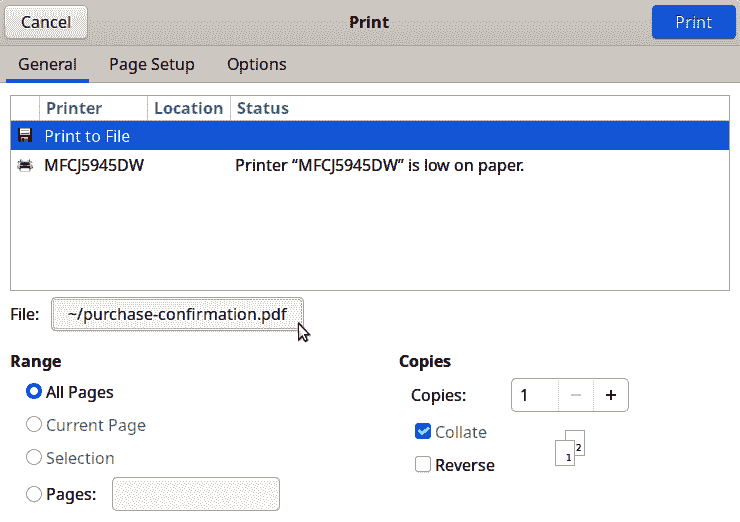 Cancel Print Print
General Page Setup Options
Printer Location Status
Print to File
MFCJ5945DW Printer “MFCJ5945DW” is low on paper.
File: ~/purchase-confirmation.pdf
Range Copies
All Pages Copies: 1 − +
Current Page Collate
1 2
Selection Reverse
Pages: